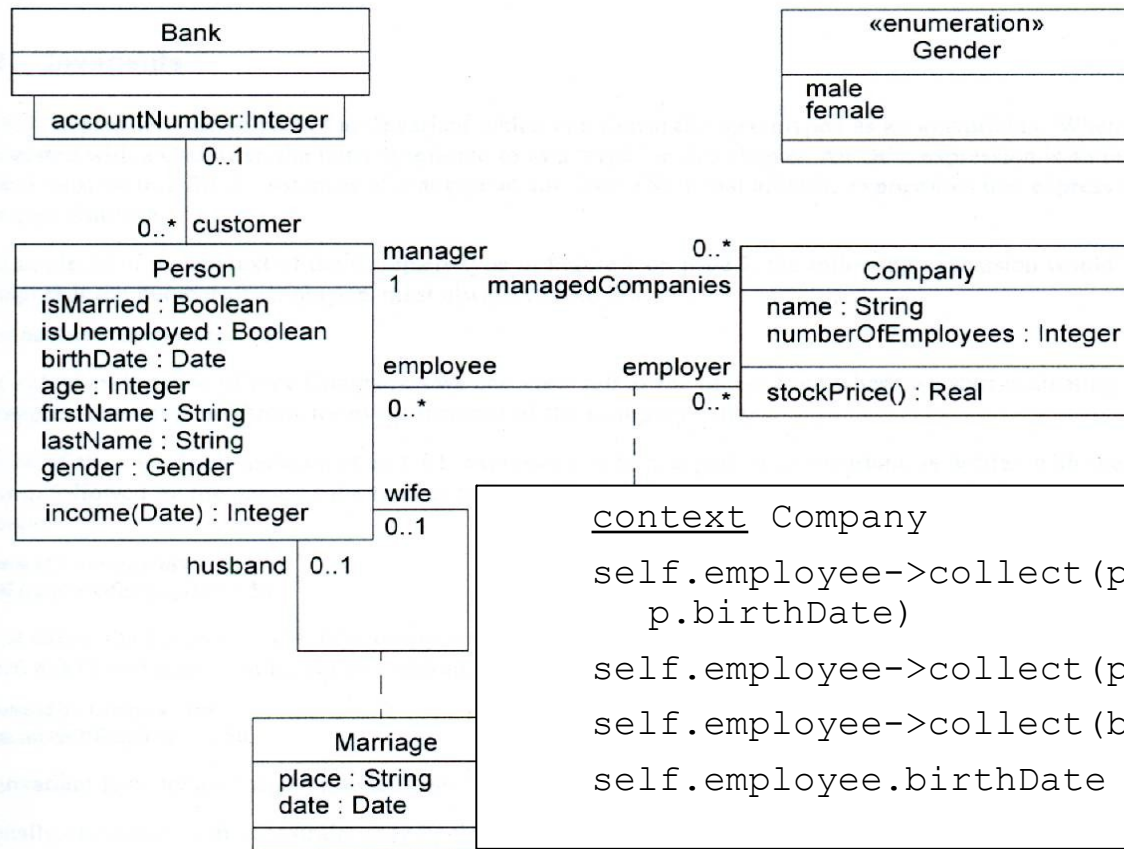 Bank
accountNumber:Integer
0..1
0..* customer
«enumeration»
Gender
male
female
Person
isMarried : Boolean
isUnemployed : Boolean
birthDate : Date
age : Integer
firstName : String
lastName : String
gender : Gender
income(Date) : Integer
manager
1
0..*
managedCompanies
employee
0..*
employer
0..*
Company
name : String
numberOfEmployees : Integer
stockPrice() : Real
wife
0..1
husband 0..1
Marriage
place : String
date : Date
context Company
self.employee->collect(p
p.birthDate)
self.employee->collect(p
self.employee->collect(b
self.employee.birthDate